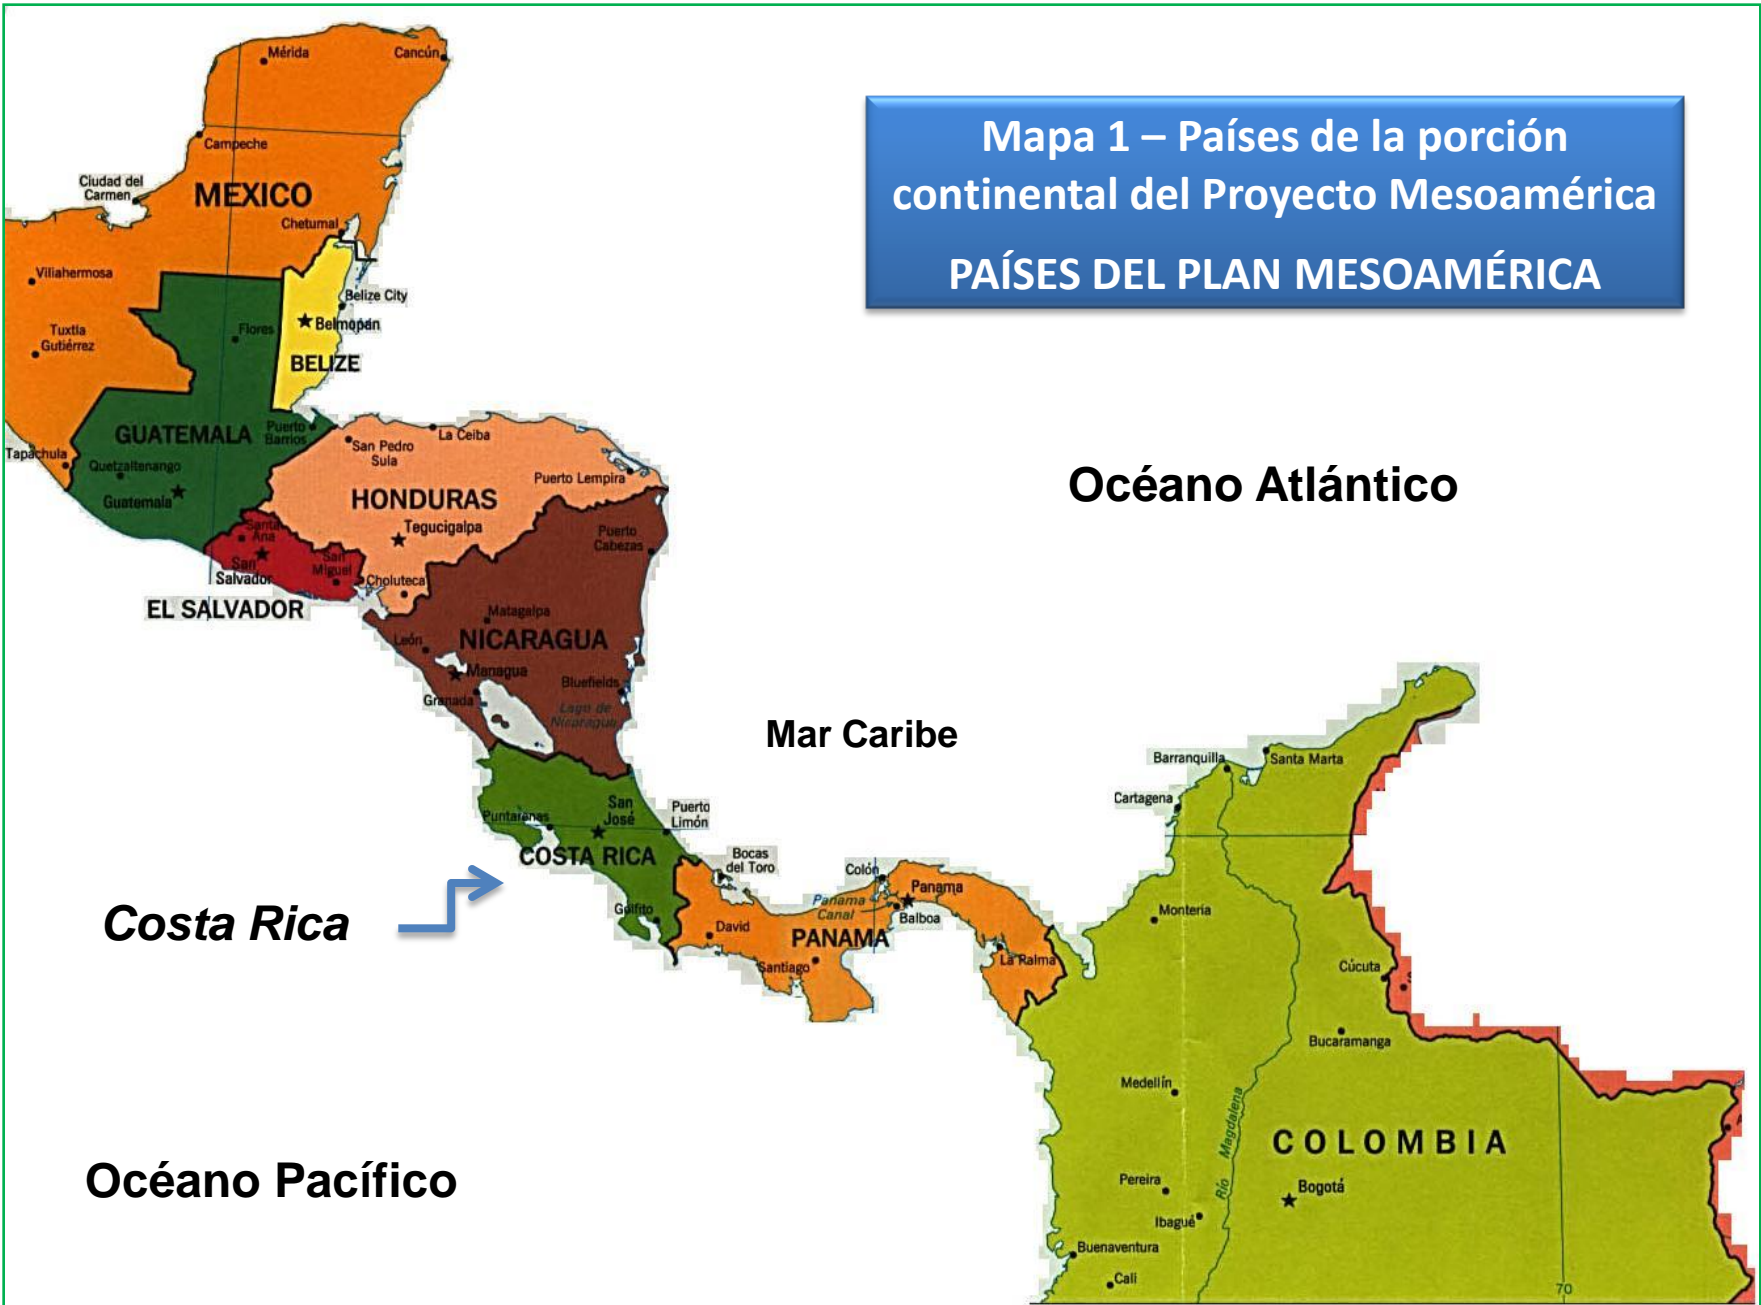 Mapa 1 – Países de la porción
continental del Proyecto Mesoamérica
PAÍSES DEL PLAN MESOAMÉRICA
Mérida
Cancún
Campeche
Ciudad del
Carmen
MEXICO
Chetumal
Villahermosa
Belize City
Belmopan
Tuxtla
Gutiérrez
Flores
BELIZE
GUATEMALA
Puerto
Barrios
La Ceiba
San Pedro
Sula
Tapachula
Quetzaltenango
Puerto Lempira
Guatemala
HONDURAS
Tegucigalpa
Océano Atlántico
Santa
Ana
Puerto
Cabezas
San
Salvador
San
Miguel
Choluteca
EL SALVADOR
Matagalpa
León
NICARAGUA
Managua
Granada
Bluefields
Lago de
Nicaragua
Mar Caribe
Barranquilla
Santa Marta
Cartagena
Puntarenas
San
José
Puerto
Limón
COSTA RICA
Bocas
del Toro
Colón
Panama
Canal
Panama
Balboa
Costa Rica
Golfito
David
PANAMA
Santiago
La Palma
Montería
Cúcuta
Bucaramanga
Medellín
Río Magdalena
COLOMBIA
Océano Pacífico
Pereira
Bogotá
Ibagué
Buenaventura
Cali
70